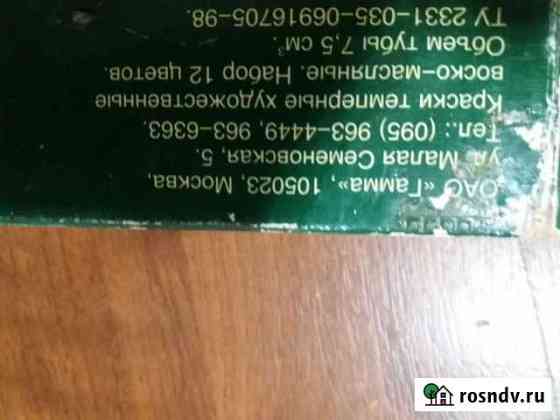 ОАО «Гамма», 105023, Москва,
ул. Малая Семеновская, 5.
Тел.: (095) 963-4449, 963-6363.
Краски темперные художественные
воско-масляные. Набор 12 цветов.
Объем тубы 7,5 см³.
ТУ 2331-035-06916705-98.
rosndv.ru